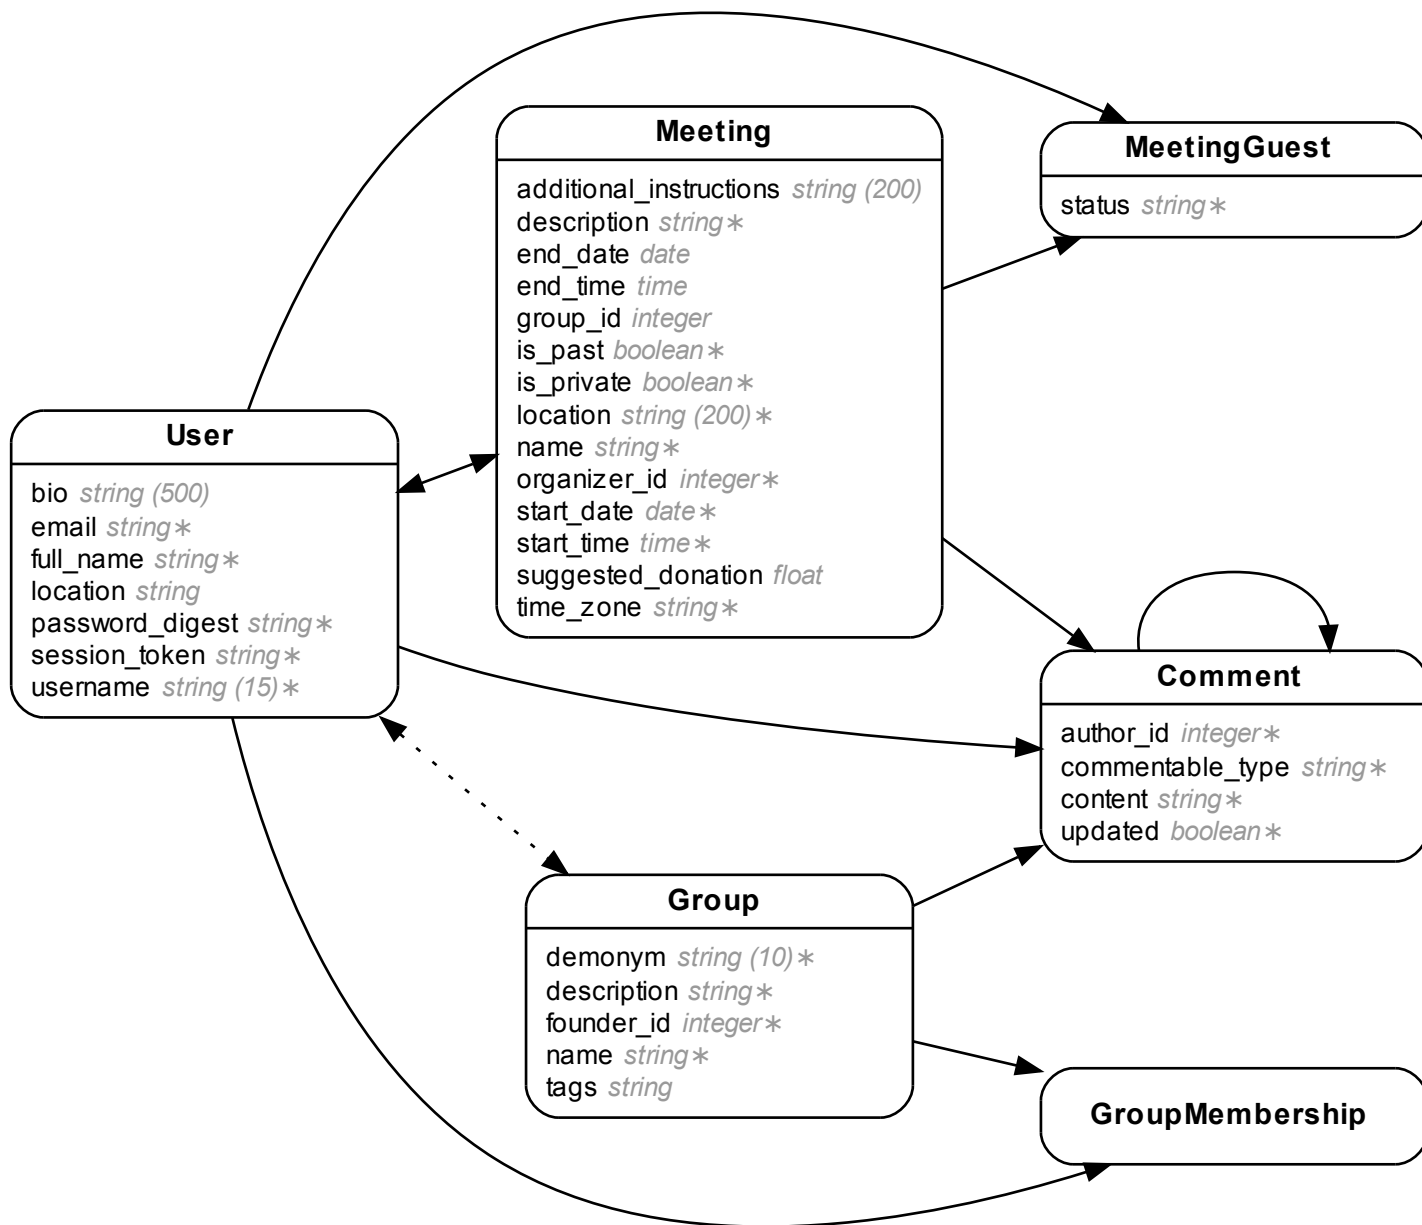 Meeting
additional_instructions string (200)
description string∗
end_date date
end_time time
group_id integer
is_past boolean∗
is_private boolean∗
location string (200)∗
name string∗
organizer_id integer∗
start_date date∗
start_time time∗
suggested_donation float
time_zone string∗
MeetingGuest
status string∗
User
bio string (500)
email string∗
full_name string∗
location string
password_digest string∗
session_token string∗
username string (15)∗
Comment
author_id integer∗
commentable_type string∗
content string∗
updated boolean∗
Group
demonym string (10)∗
description string∗
founder_id integer∗
name string∗
tags string
GroupMembership